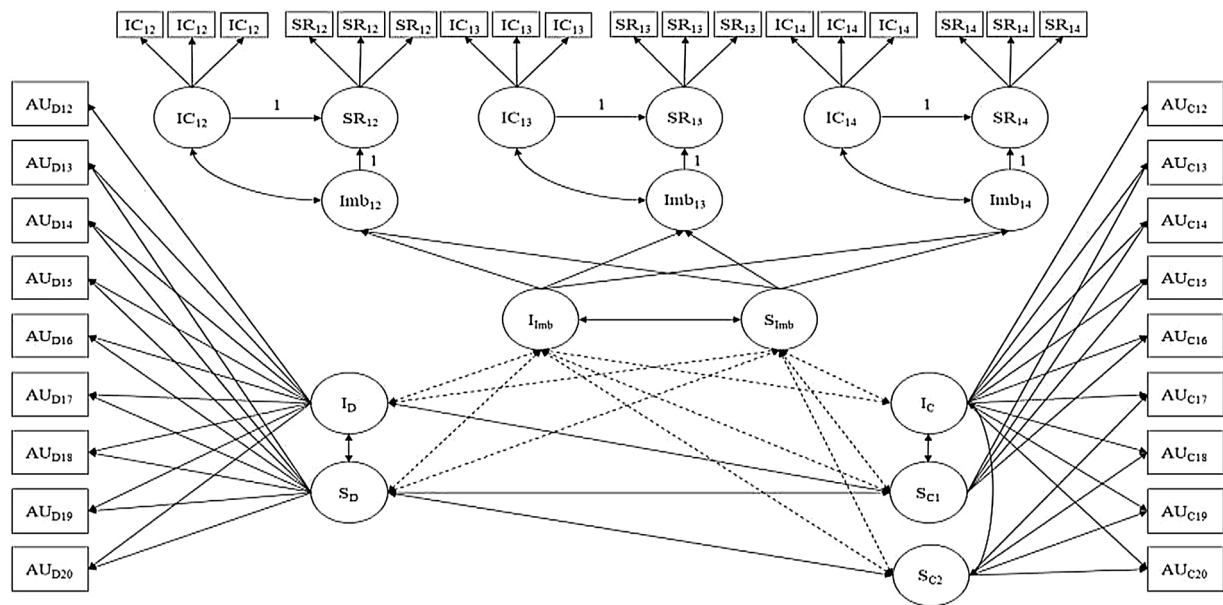 IC12 IC12 IC12 SR12 SR12 SR12 IC13 IC13 IC13 SR13 SR13 SR13 IC14 IC14 IC14 SR14 SR14 SR14
AUD12 IC12 1 SR12 IC13 1 SR13 IC14 1 SR14 AUC12
1 1 1
AUD13 AUC13
Imb12 Imb13 Imb14
AUD14 AUC14
AUD15 AUC15
IImb SImb
AUD16 AUC16
AUD17 ID IC AUC17
AUD18 AUC18
SD SC1
AUD19 AUC19
AUD20 SC2 AUC20